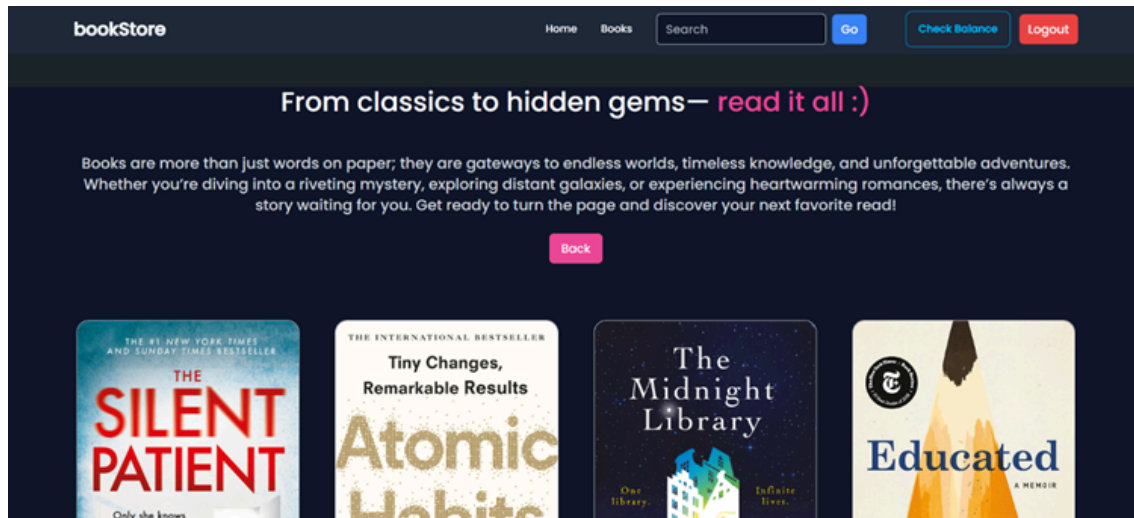 bookStore
Home
Books
Search
Go
Check Balance
Logout
From classics to hidden gems— read it all :)
Books are more than just words on paper; they are gateways to endless worlds, timeless knowledge, and unforgettable adventures.
Whether you’re diving into a riveting mystery, exploring distant galaxies, or experiencing heartwarming romances, there’s always a
story waiting for you. Get ready to turn the page and discover your next favorite read!
Back
THE #1 NEW YORK TIMES
AND SUNDAY TIMES BESTSELLER
THE
SILENT
PATIENT
Only she knows
THE INTERNATIONAL BESTSELLER
Tiny Changes,
Remarkable Results
Atomic
Habits
The
Midnight
Library
One
library.
Infinite
lives.
Educated
A MEMOIR